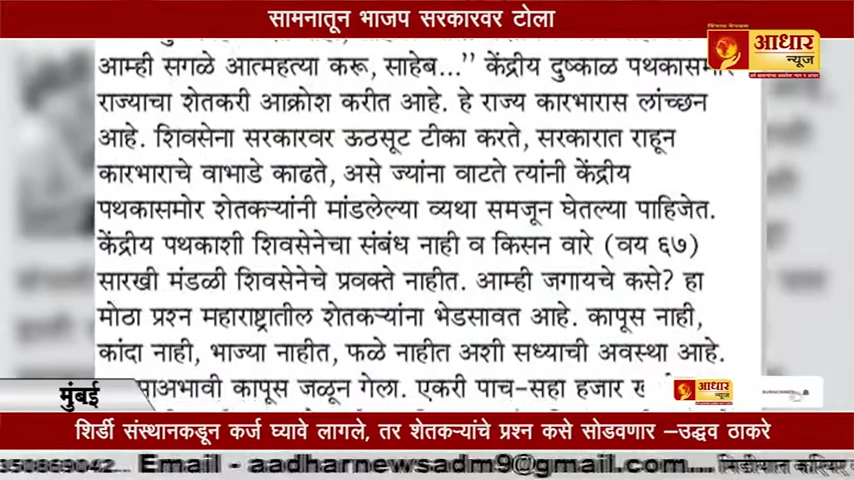 सामनातून भाजप सरकारवर टोला
आधार
न्यूज
आम्ही सगळे आत्महत्या करू, साहेब...” केंद्रीय दुष्काळ पथकासमोर
राज्याचा शेतकरी आक्रोश करीत आहे. हे राज्य कारभारास लांच्छन
आहे. शिवसेना सरकारवर ऊठसूट टीका करते, सरकारात राहून
कारभाराचे वाभाडे काढते, असे ज्यांना वाटते त्यांनी केंद्रीय
पथकासमोर शेतकऱ्यांनी मांडलेल्या व्यथा समजून घेतल्या पाहिजेत.
केंद्रीय पथकाशी शिवसेनेचा संबंध नाही व किसन वारे (वय ६७)
सारखी मंडळी शिवसेनेचे प्रवक्ते नाहीत. आम्ही जगायचे कसे? हा
मोठा प्रश्न महाराष्ट्रातील शेतकऱ्यांना भेडसावत आहे. कापूस नाही,
कांदा नाही, भाज्या नाहीत, फळे नाहीत अशी सध्याची अवस्था आहे.
पाअभावी कापूस जळून गेला. एकरी पाच-सहा हजार
मुंबई
आधार
न्यूज
शिर्डी संस्थानकडून कर्ज घ्यावे लागले, तर शेतकऱ्यांचे प्रश्न कसे सोडवणार –उद्धव ठाकरे
350869042... Email - aadharnewsadm9@gmail.com....